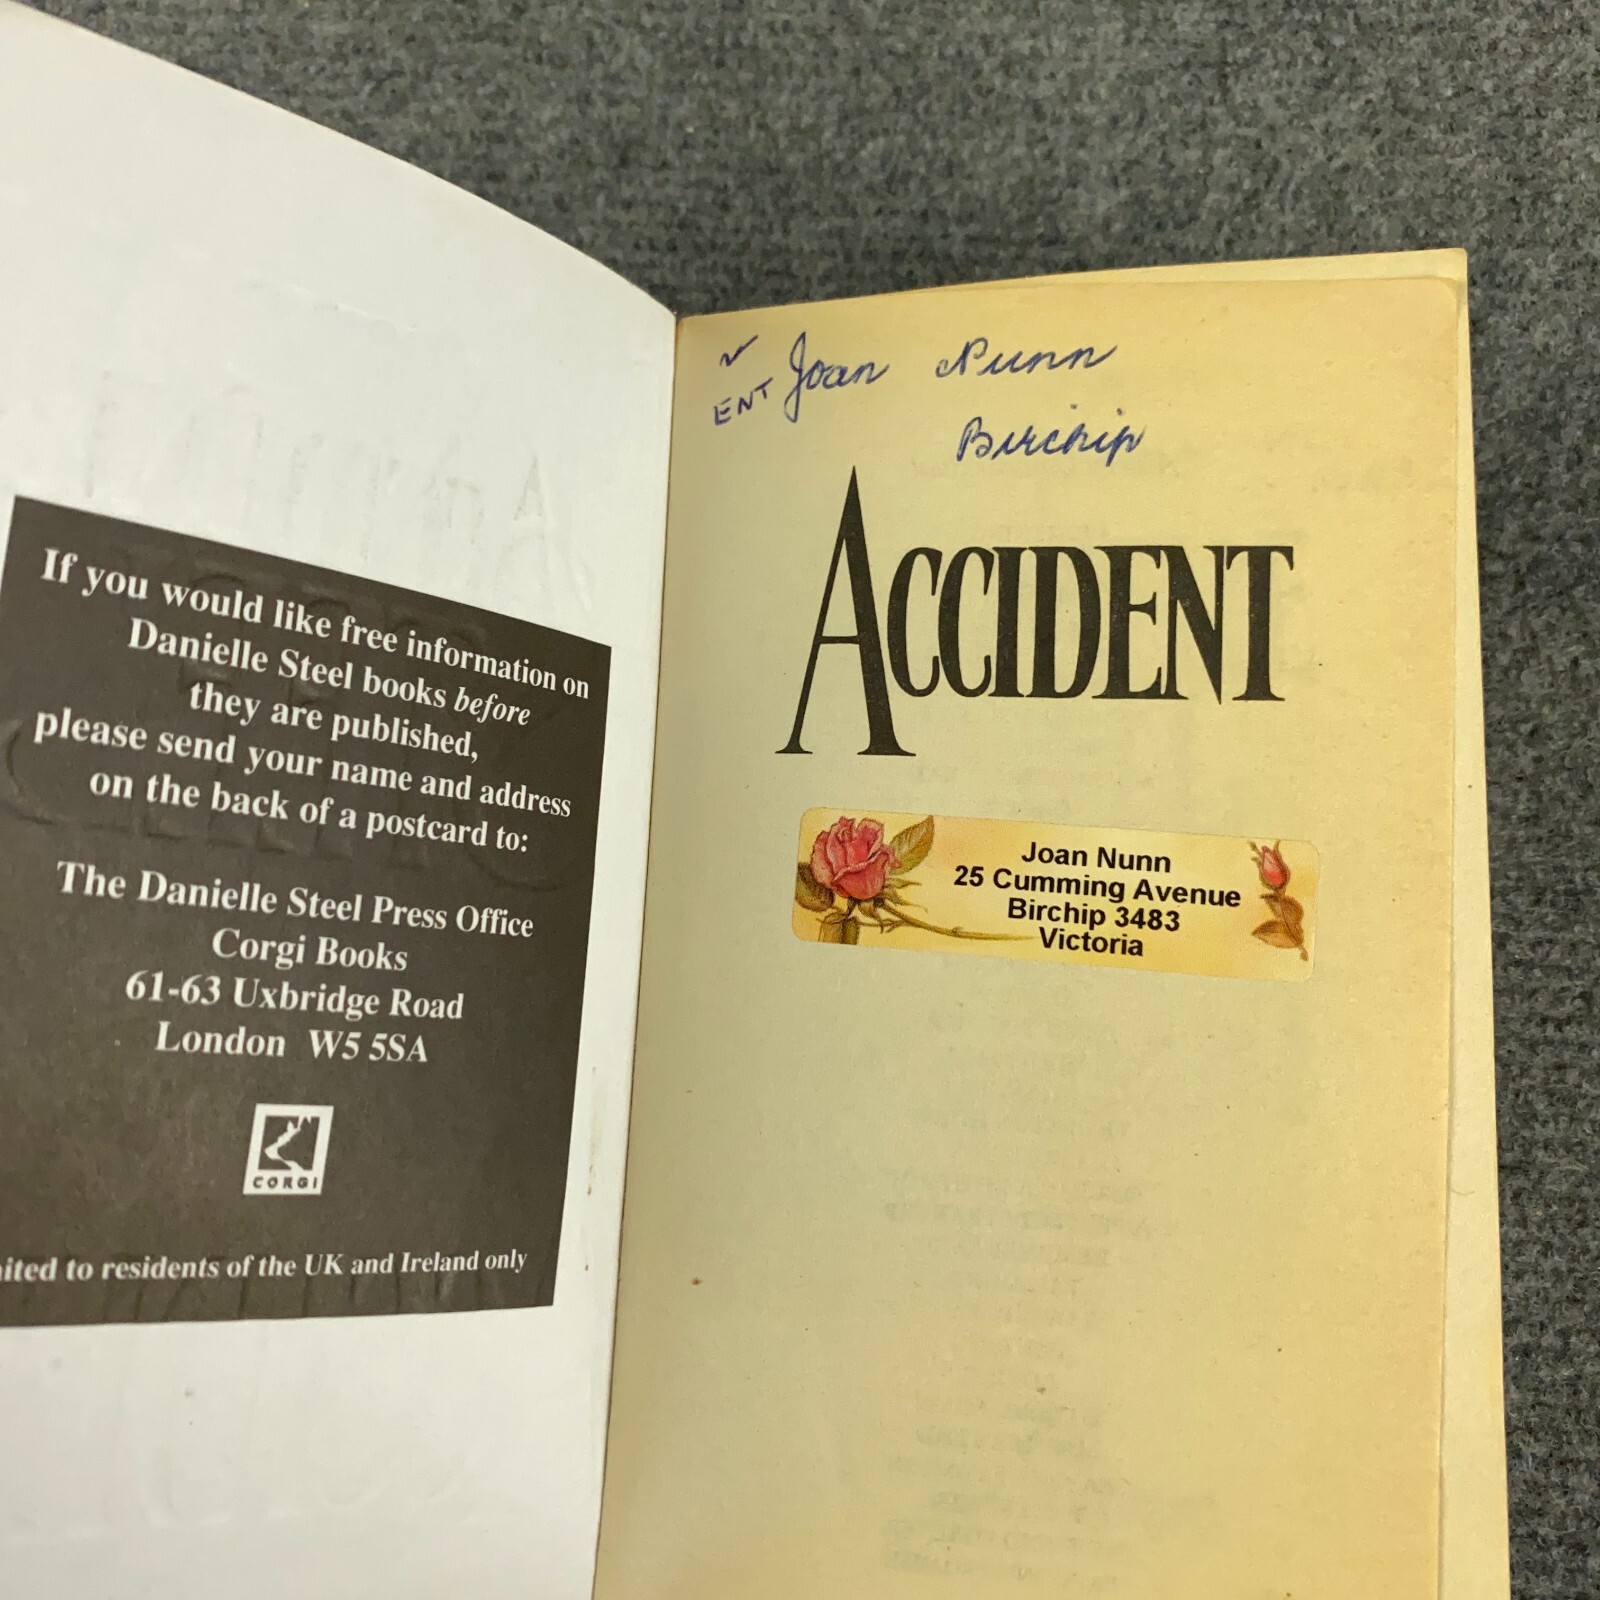 If you would like free information on
Danielle Steel books before
they are published,
please send your name and address
on the back of a postcard to:
The Danielle Steel Press Office
Corgi Books
61-63 Uxbridge Road
London W5 5SA
CORGI
to residents of the UK and Ireland only
ENT Joan Nunn
Birchip
ACCIDENT
Joan Nunn
25 Cumming Avenue
Birchip 3483
Victoria